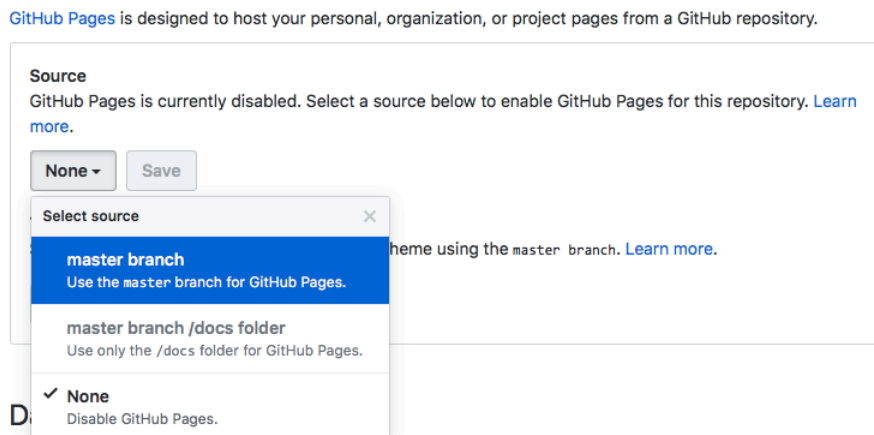 GitHub Pages is designed to host your personal, organization, or project pages from a GitHub repository.
Source
GitHub Pages is currently disabled. Select a source below to enable GitHub Pages for this repository. Learn
more.
None Save
Select source
heme using the master branch. Learn more.
master branch
Use the master branch for GitHub Pages.
master branch /docs folder
Use only the /docs folder for GitHub Pages.
None
Disable GitHub Pages.